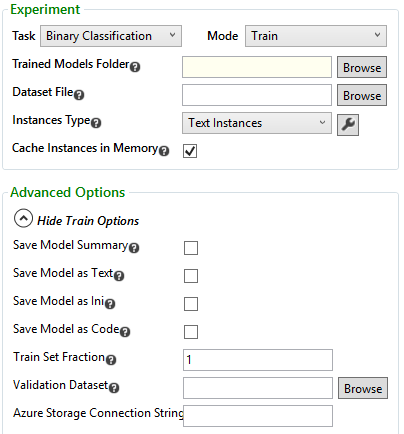 Experiment
Task Binary Classification Mode Train
Trained Models Folder? Browse
Dataset File? Browse
Instances Type? Text Instances
Cache Instances in Memory?
Advanced Options
Hide Train Options
Save Model Summary?
Save Model as Text?
Save Model as Ini?
Save Model as Code?
Train Set Fraction? 1
Validation Dataset? Browse
Azure Storage Connection String